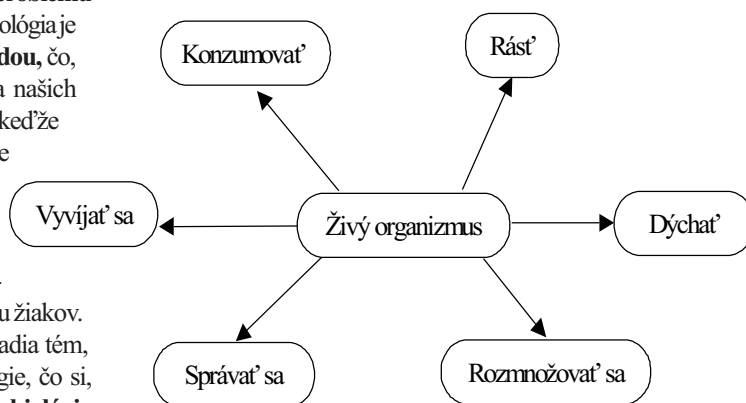 ológia je
dou, čo,
našich
keďže
žiakov.
adia tém,
gie, čo si,
Konzumovať
Rásť
Vyvíjať sa
Živý organizmus
Dýchať
Správať sa
Rozmnožovať sa